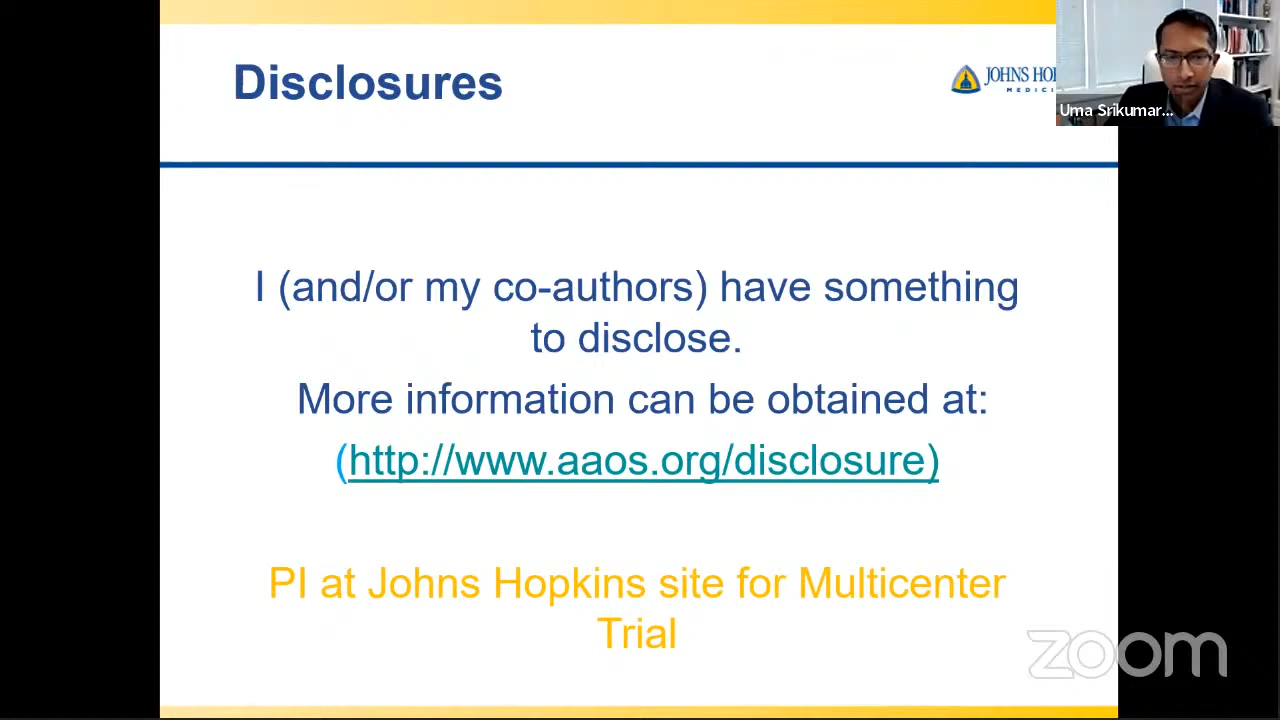 Disclosures
JOHNS HO
MEDICI
Uma Srikumar...
I (and/or my co-authors) have something
to disclose.
More information can be obtained at:
(http://www.aaos.org/disclosure)
PI at Johns Hopkins site for Multicenter
Trial
zoom